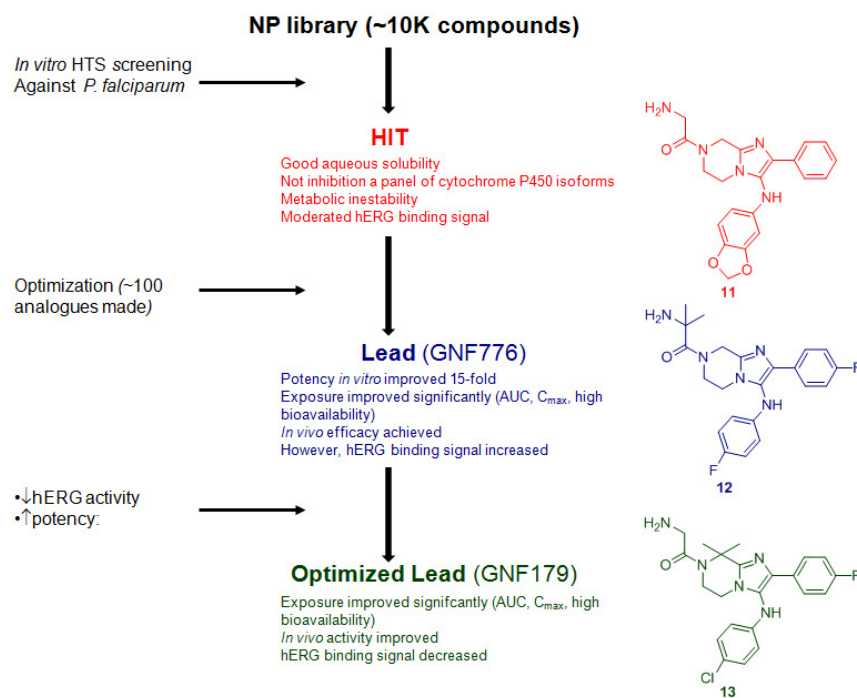 NP library (~10K compounds)
In vitro HTS screening
Against P. falciparum
HIT
Good aqueous solubility
Not inhibition a panel of cytochrome P450 isoforms
Metabolic inestability
Moderated hERG binding signal
H₂N
O
N
N
N
NH
O
O
11
Optimization (~100
analogues made)
Lead (GNF776)
Potency in vitro improved 15-fold
Exposure improved significantly (AUC, Cmax, high
bioavailability)
In vivo efficacy achieved
However, hERG binding signal increased
H₂N
O
N
N
N
F
NH
F
12
•↓hERG activity
•↑potency:
Optimized Lead (GNF179)
Exposure improved signifcantly (AUC, Cmax, high
bioavailability)
In vivo activity improved
hERG binding signal decreased
H₂N
O
N
N
N
F
NH
Cl
13